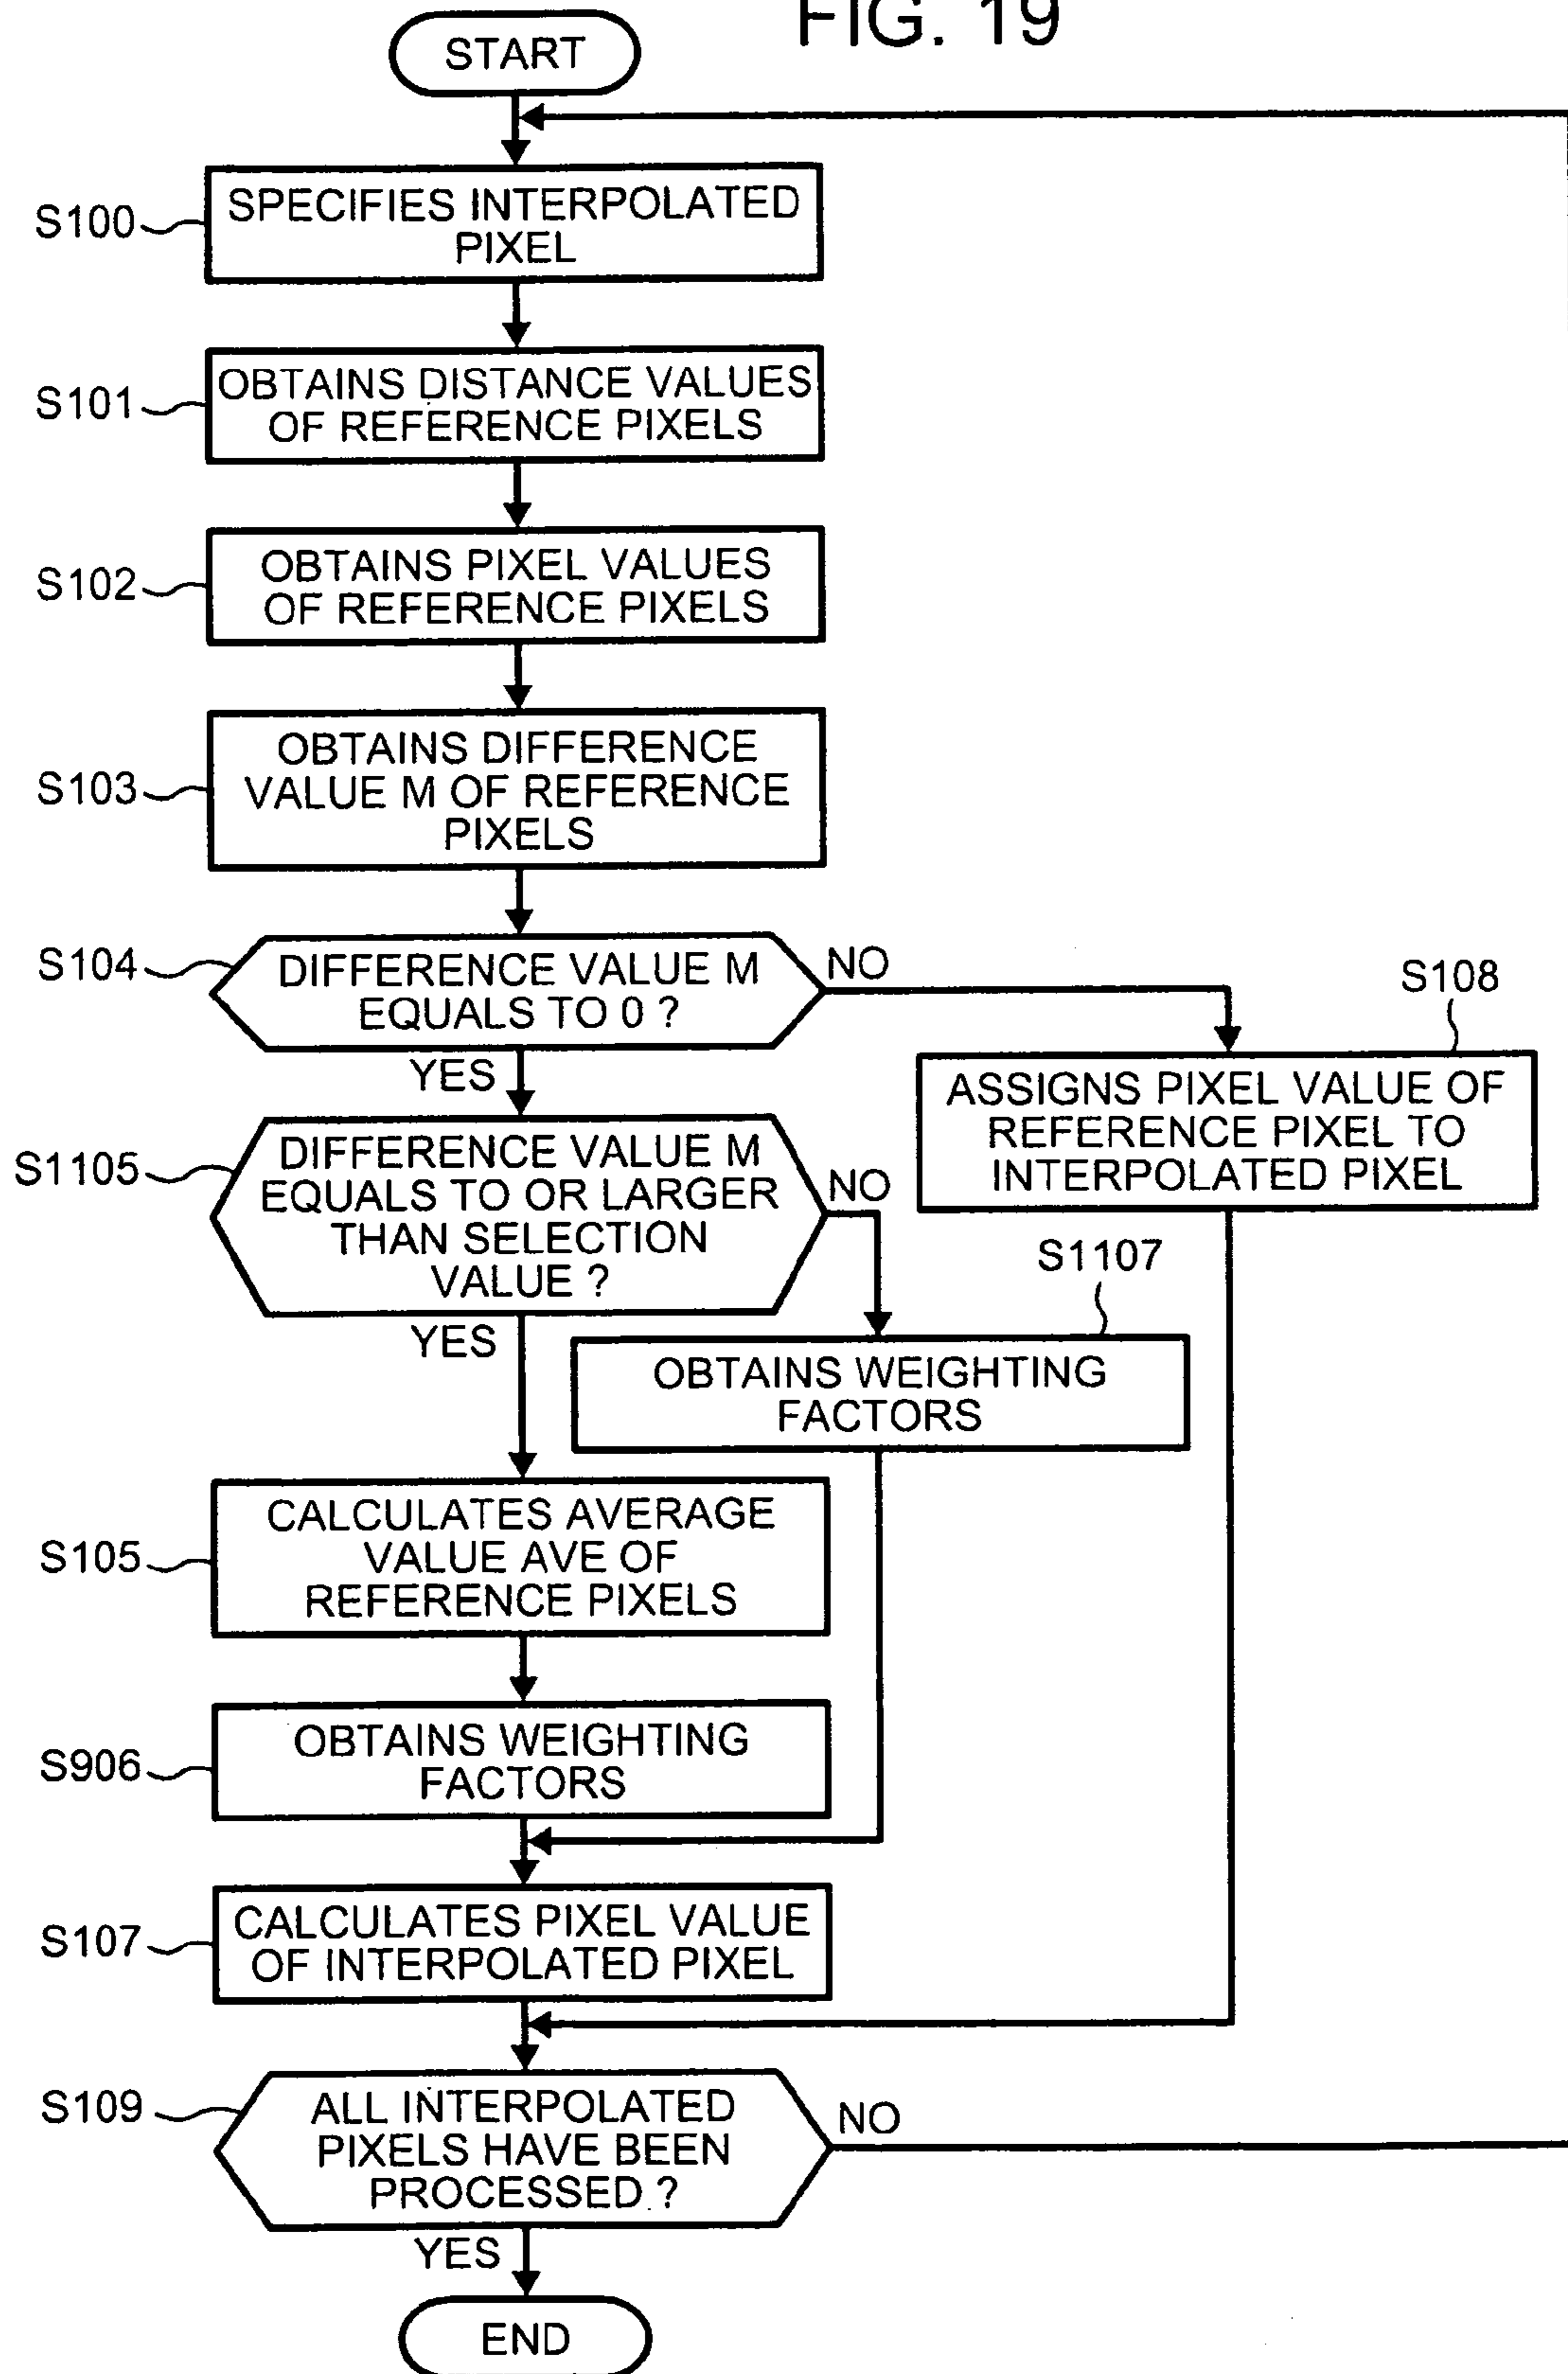 FIG. 19
START
S100
SPECIFIES INTERPOLATED
PIXEL
S101
OBTAINS DISTANCE VALUES
OF REFERENCE PIXELS
S102
OBTAINS PIXEL VALUES
OF REFERENCE PIXELS
S103
OBTAINS DIFFERENCE
VALUE M OF REFERENCE
PIXELS
S104
DIFFERENCE VALUE M
EQUALS TO 0 ?
NO
YES
S108
ASSIGNS PIXEL VALUE OF
REFERENCE PIXEL TO
INTERPOLATED PIXEL
S1105
DIFFERENCE VALUE M
EQUALS TO OR LARGER
THAN SELECTION
VALUE ?
NO
YES
S1107
OBTAINS WEIGHTING
FACTORS
S105
CALCULATES AVERAGE
VALUE AVE OF
REFERENCE PIXELS
S906
OBTAINS WEIGHTING
FACTORS
S107
CALCULATES PIXEL VALUE
OF INTERPOLATED PIXEL
S109
ALL INTERPOLATED
PIXELS HAVE BEEN
PROCESSED ?
NO
YES
END